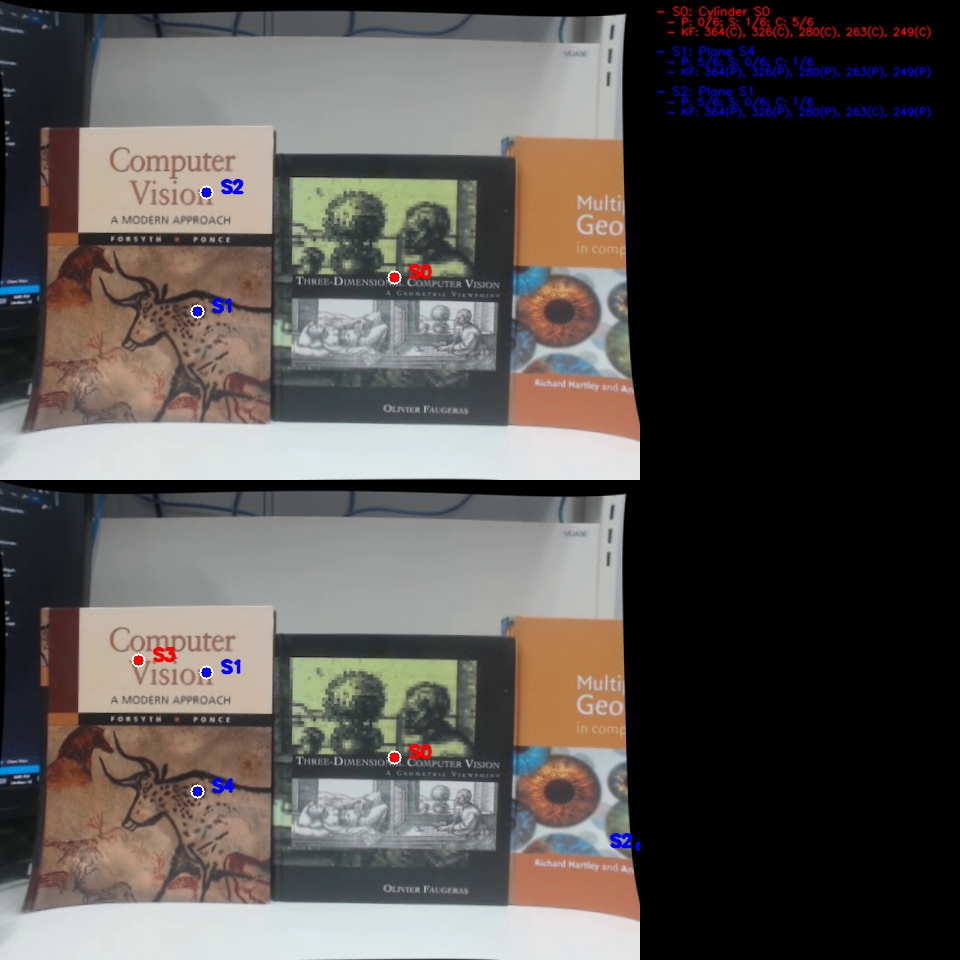 - S0: Cylinder S0
- P: 0/6; S: 1/6; C: 5/6
- KF: 364(C), 326(C), 280(C), 263(C), 249(C)
- S1: Plane S4
- P: 5/6; S: 0/6; C: 1/6
- KF: 364(P), 326(P), 280(P), 263(C), 249(P)
- S2: Plane S1
- P: 5/6; S: 0/6; C: 1/6
- KF: 364(P), 326(P), 280(P), 263(C), 249(P)
Computer
Vision
S2
A MODERN APPROACH
FORSYTH PONCE
S1
S0
THREE-DIMENSIONAL COMPUTER VISION
A GEOMETRIC VIEWPOINT
OLIVIER FAUGERAS
Multi
Geo
in comp
Richard Hartley and
Computer
S3
Vision
S1
A MODERN APPROACH
FORSYTH PONCE
S4
S0
THREE-DIMENSIONAL COMPUTER VISION
A GEOMETRIC VIEWPOINT
OLIVIER FAUGERAS
Multi
Geo
in comp
S2
Richard Hartley and